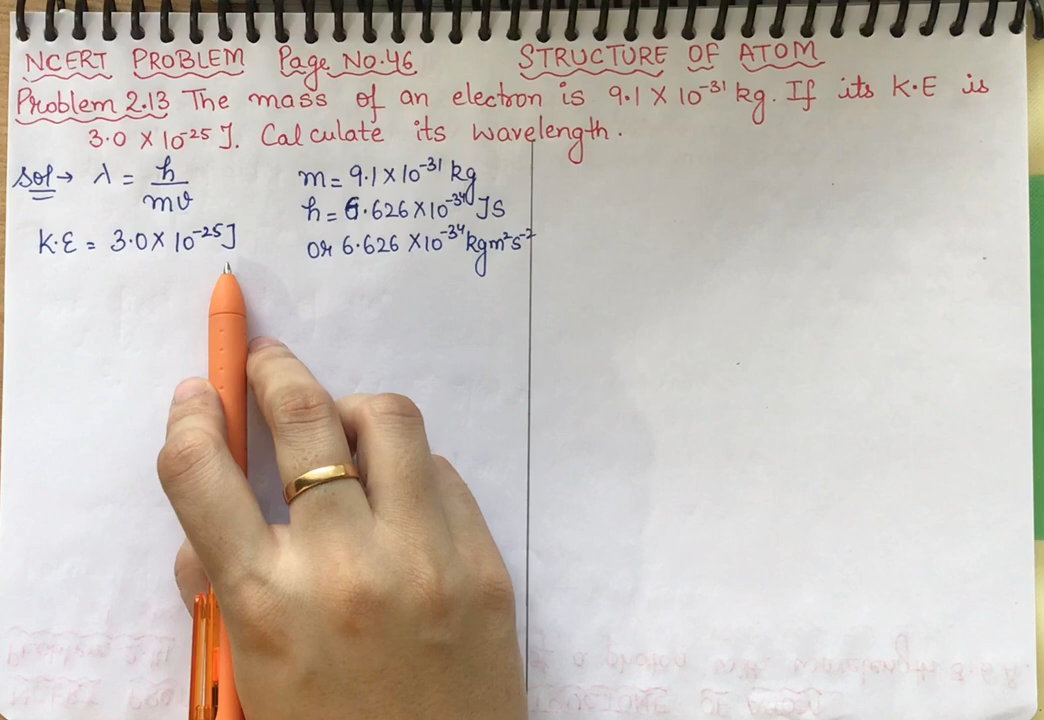 NCERT PROBLEM Page No.46 STRUCTURE OF ATOM
Problem 2.13 The mass of an electron is 9.1 X 10⁻³¹ kg. If its K.E is
3.0 X 10⁻²⁵ J. Calculate its wavelength.
Sol → λ = h/mv m = 9.1 X 10⁻³¹ kg
h = 6.626 X 10⁻³⁴ JS
K.E = 3.0 X 10⁻²⁵ J or 6.626 X 10⁻³⁴ kgm²s⁻²